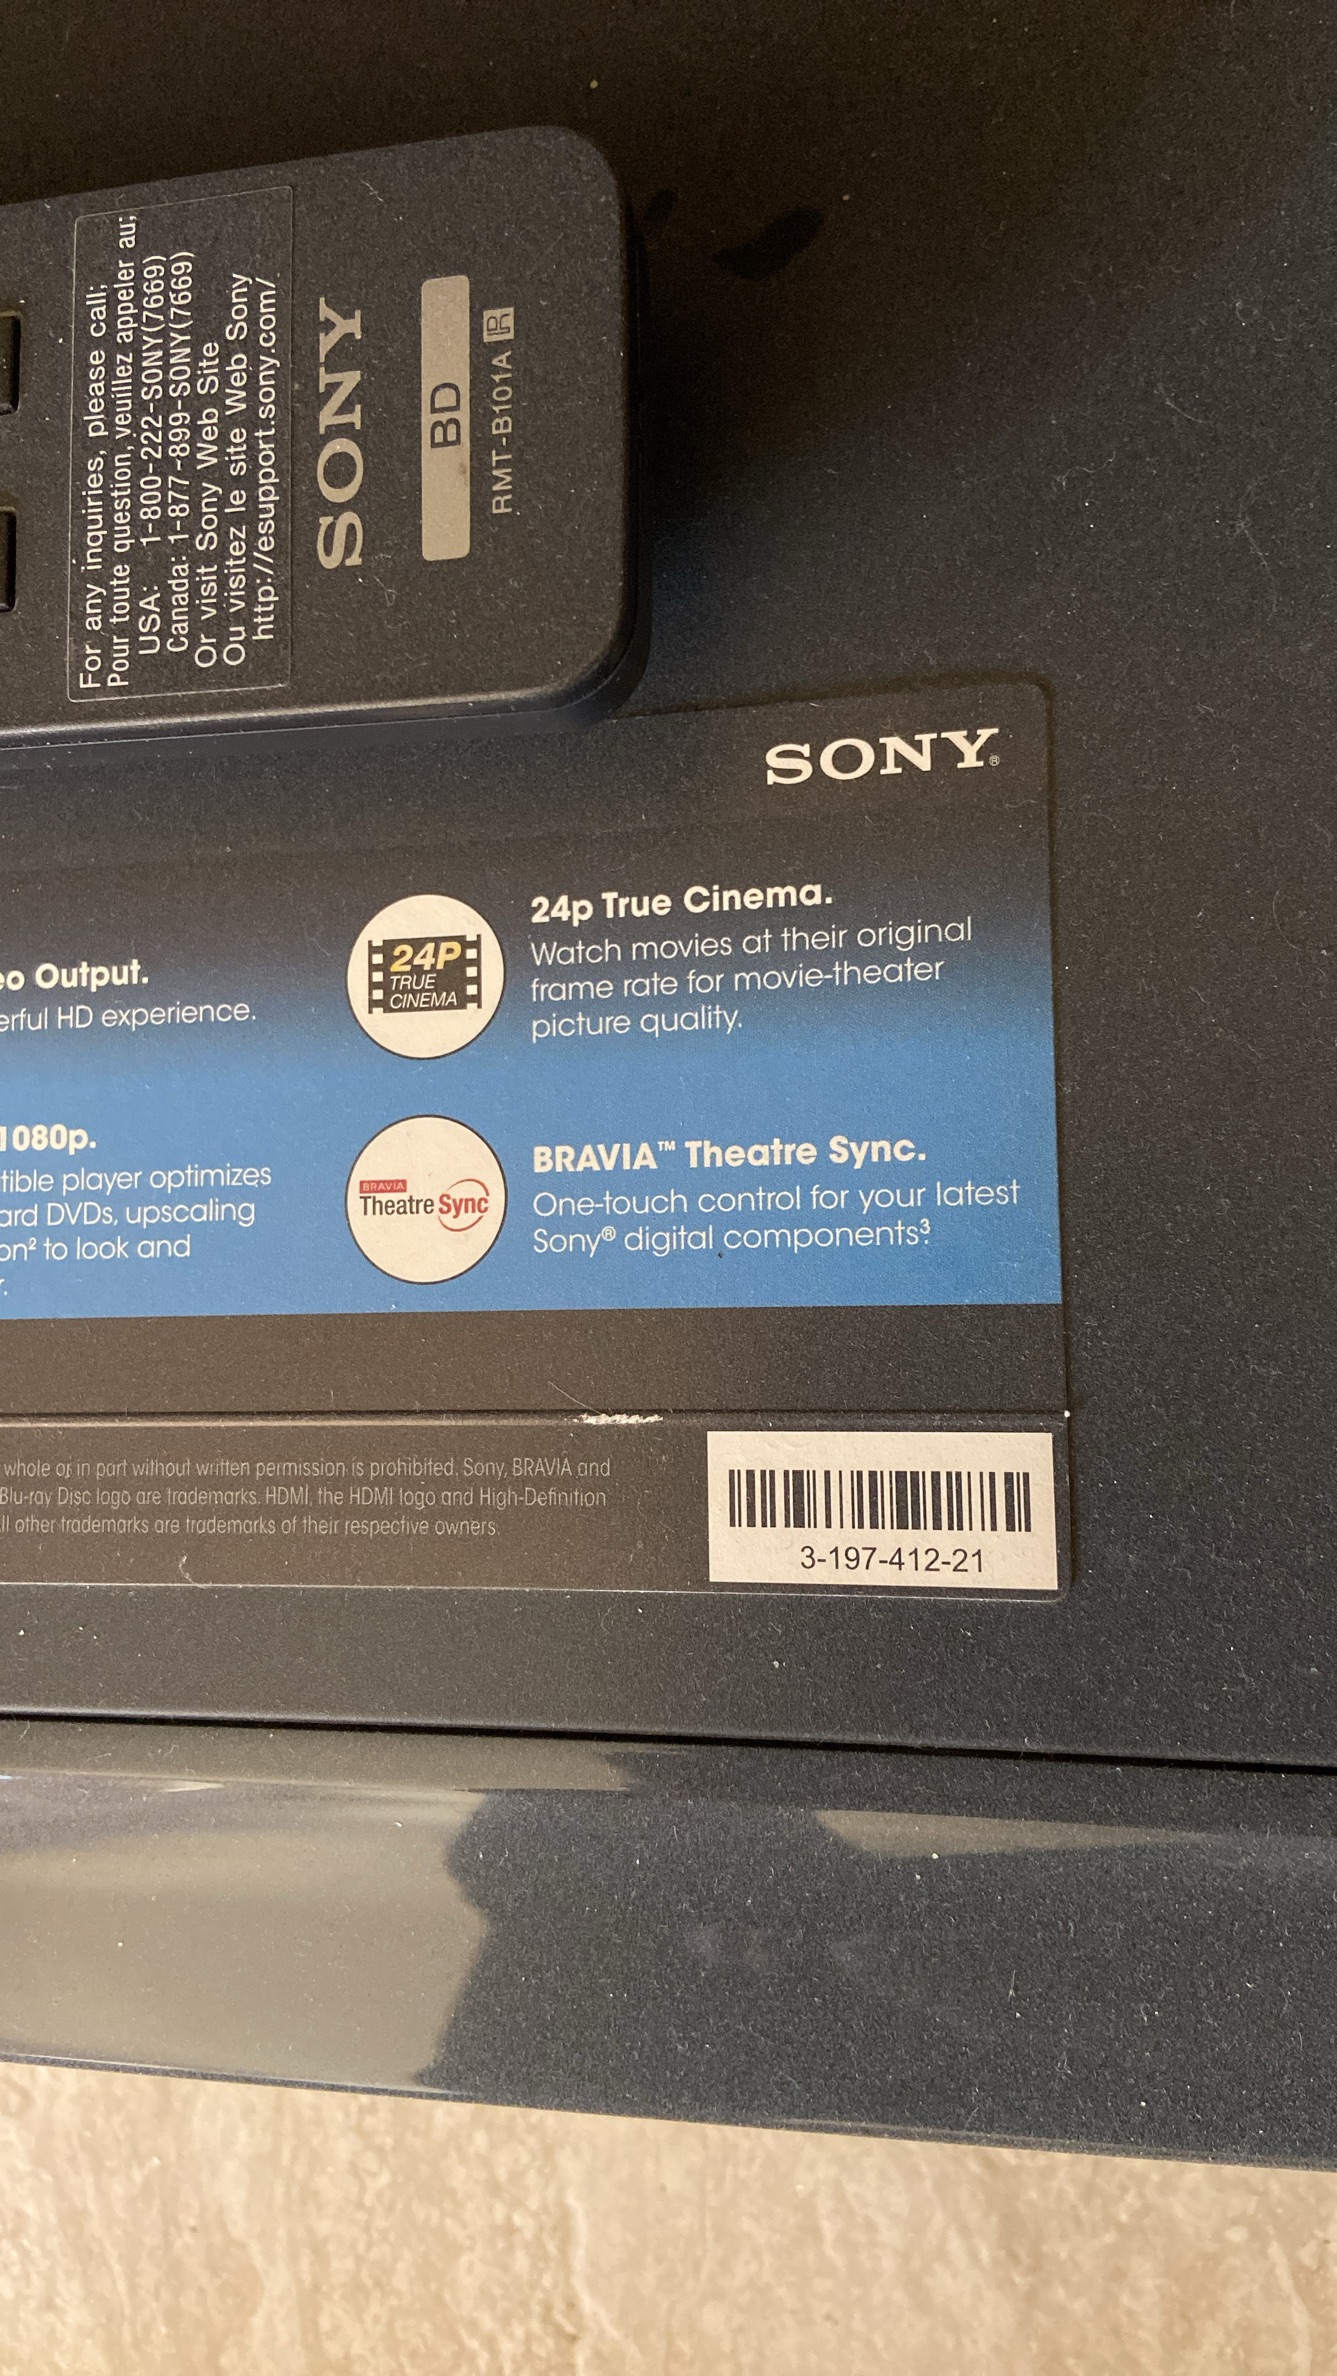 For any inquiries, please call;
Pour toute question, veuillez appeler au;
USA: 1-800-222-SONY(7669)
Canada: 1-877-899-SONY(7669)
Or visit Sony Web Site
Ou visitez le site Web Sony
http://esupport.sony.com/
SONY
BD
RMT-B101A R
SONY®
eo Output.
erful HD experience.
24P
TRUE
CINEMA
24p True Cinema.
Watch movies at their original
frame rate for movie-theater
picture quality.
1080p.
tible player optimizes
ard DVDs, upscaling
on² to look and
r.
BRAVIA
Theatre Sync
BRAVIA™ Theatre Sync.
One-touch control for your latest
Sony® digital components³.
whole or in part without written permission is prohibited. Sony, BRAVIA and
Blu-ray Disc logo are trademarks. HDMI, the HDMI logo and High-Definition
ll other trademarks are trademarks of their respective owners.
3-197-412-21